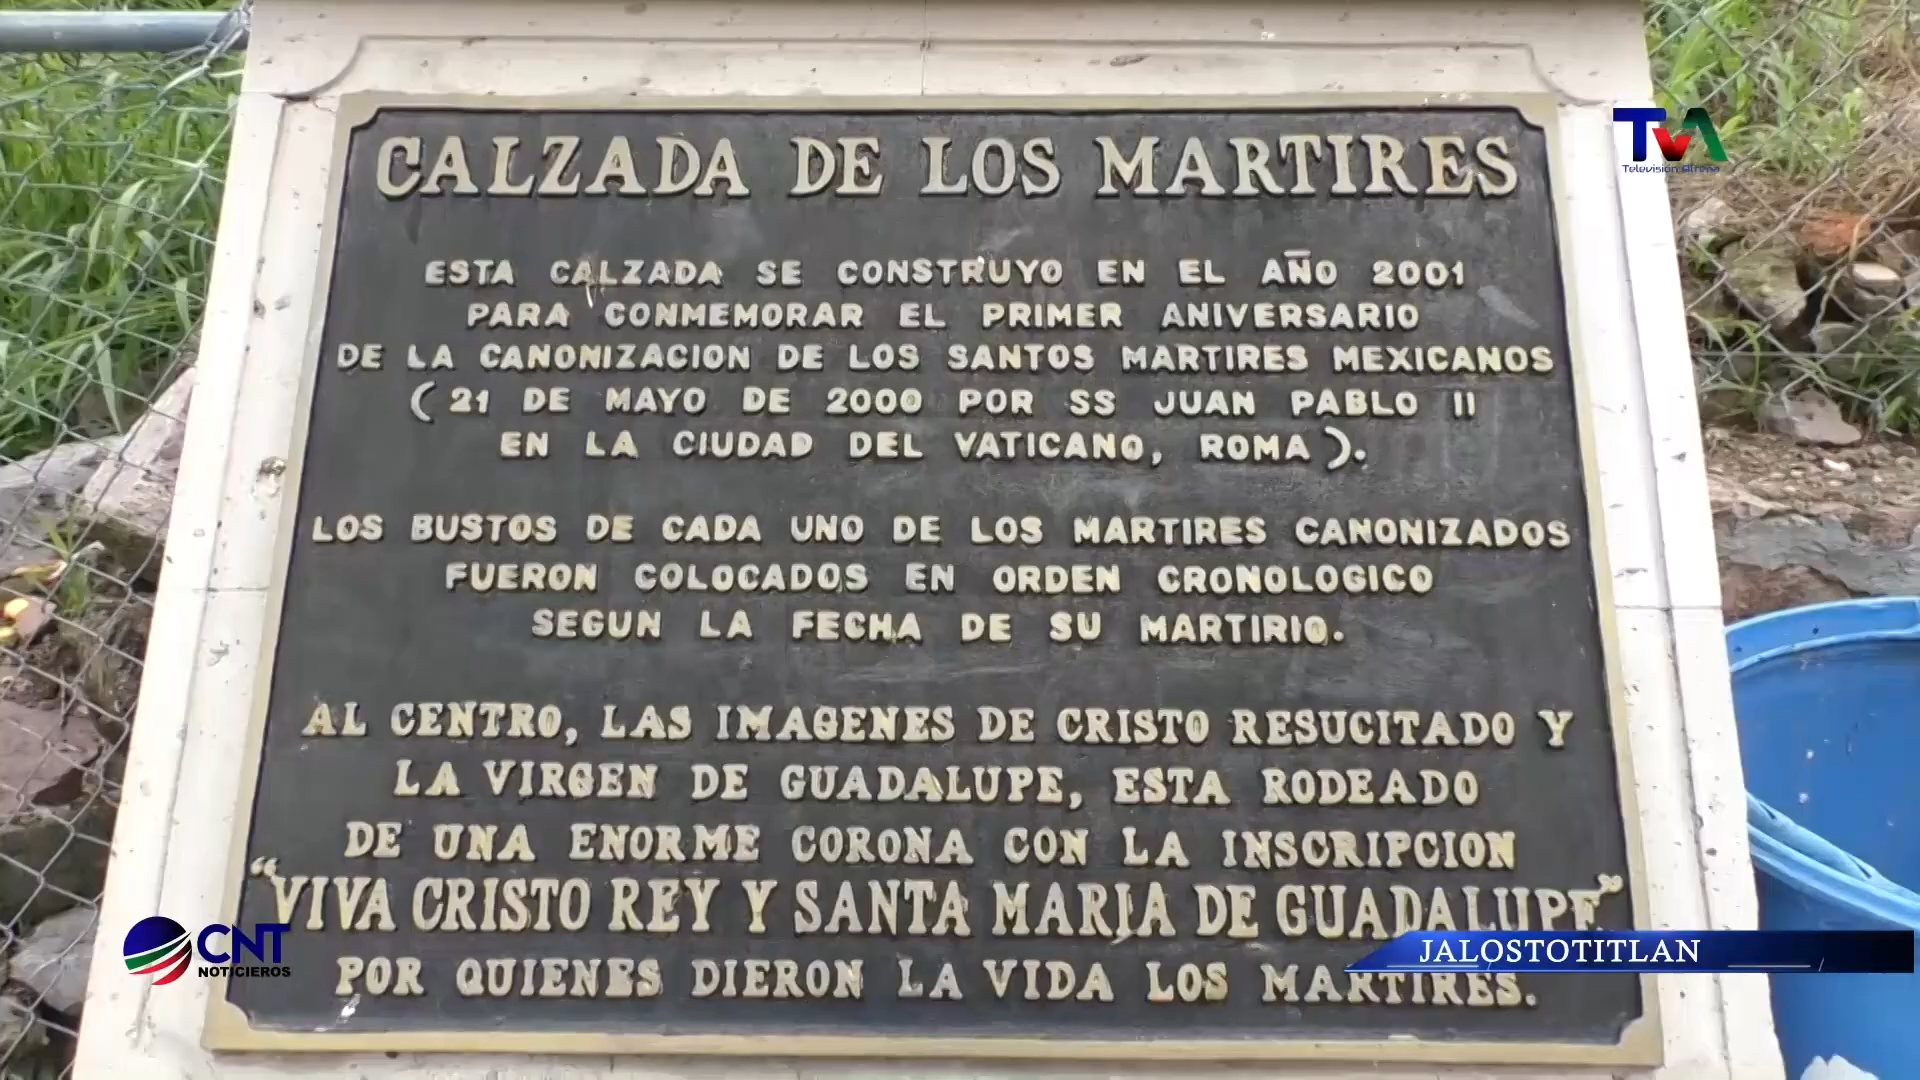 CALZADA DE LOS MARTIRES
TVA
Televisión Alteña
ESTA CALZADA SE CONSTRUYO EN EL AÑO 2001
PARA CONMEMORAR EL PRIMER ANIVERSARIO
DE LA CANONIZACION DE LOS SANTOS MARTIRES MEXICANOS
( 21 DE MAYO DE 2000 POR SS JUAN PABLO II
EN LA CIUDAD DEL VATICANO, ROMA ).
LOS BUSTOS DE CADA UNO DE LOS MARTIRES CANONIZADOS
FUERON COLOCADOS EN ORDEN CRONOLOGICO
SEGUN LA FECHA DE SU MARTIRIO.
AL CENTRO, LAS IMAGENES DE CRISTO RESUCITADO Y
LA VIRGEN DE GUADALUPE, ESTA RODEADO
DE UNA ENORME CORONA CON LA INSCRIPCION
“VIVA CRISTO REY Y SANTA MARIA DE GUADALUPE”
POR QUIENES DIERON LA VIDA LOS MARTIRES.
CNT
NOTICIEROS
JALOSTOTITLAN